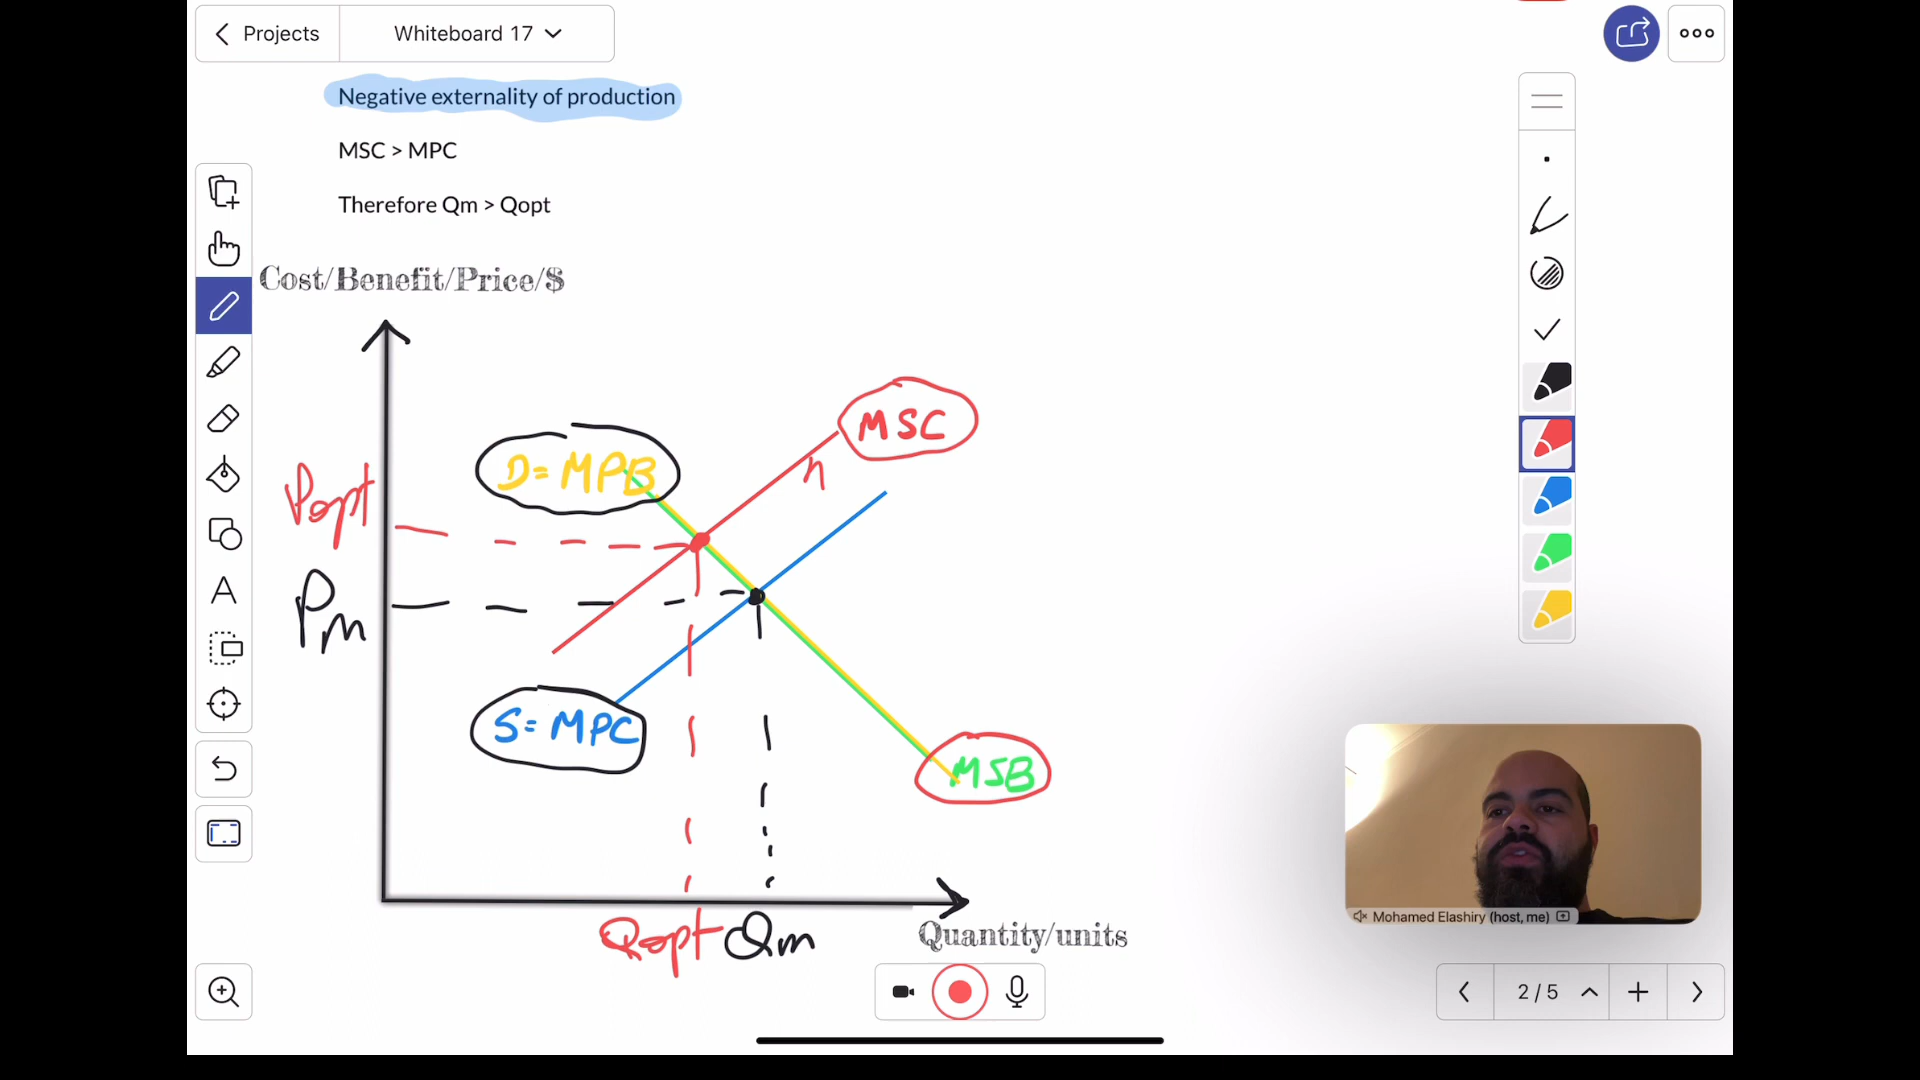 Projects
Whiteboard 17
Negative externality of production
MSC > MPC
Therefore Qm > Qopt
Cost/Benefit/Price/$
MSC
D = MPB
n
Popt
Pm
S = MPC
MSB
Qopt Qm
Quantity/units
Mohamed Elashiry (host, me)
2 / 5